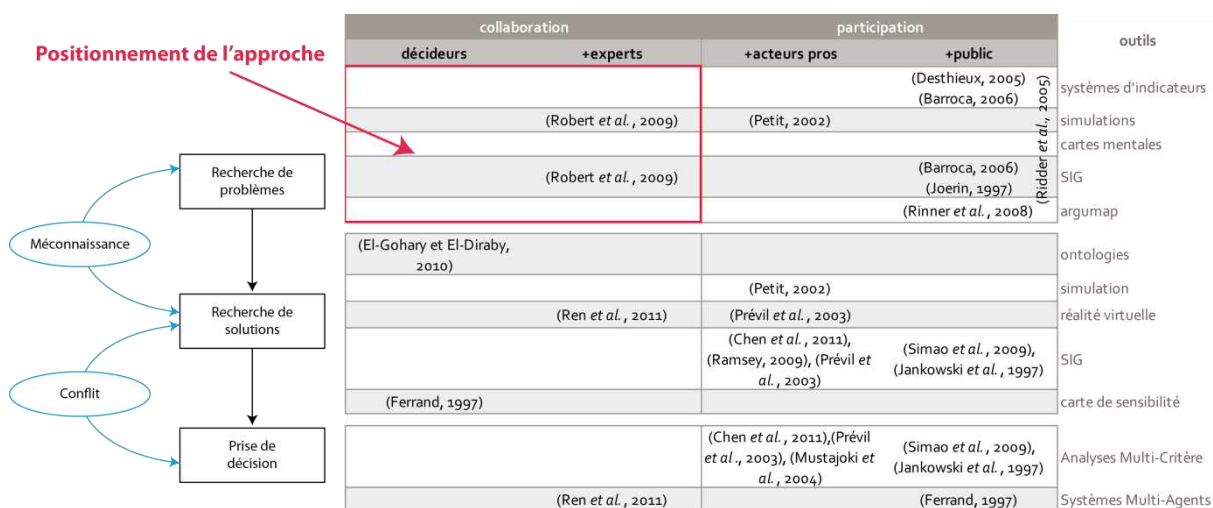 collaboration participation outils
Positionnement de l'approche
décideurs +experts +acteurs pros +public
(Desthieux, 2005)
(Barroca, 2006)
systèmes d'indicateurs
(Robert et al., 2009) (Petit, 2002) simulations
cartes mentales
(Robert et al., 2009)
(Barroca, 2006)
(Joerin, 1997)
SIG
(Rinner et al., 2008) argumap
(Ridder et al., 2005)
Recherche de
problèmes
Méconnaissance
Recherche de
solutions
Conflit
Prise de
décision
(El-Gohary et El-Diraby,
2010)
ontologies
(Petit, 2002) simulation
(Ren et al., 2011) (Prévil et al., 2003) réalité virtuelle
(Chen et al., 2011),
(Ramsey, 2009), (Prévil et
al., 2003)
(Simao et al., 2009),
(Jankowski et al., 1997)
SIG
(Ferrand, 1997) carte de sensibilité
(Chen et al., 2011),(Prévil
et al., 2003), (Mustajoki et
al., 2004)
(Simao et al., 2009),
(Jankowski et al., 1997)
Analyses Multi-Critère
(Ren et al., 2011) (Ferrand, 1997) Systèmes Multi-Agents